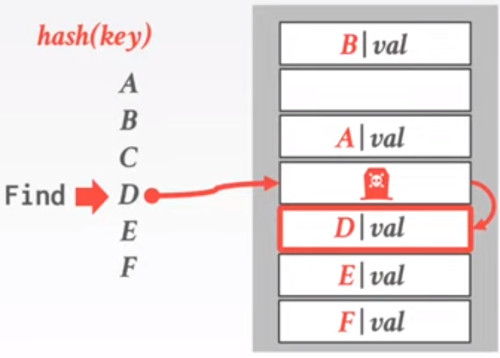 hash(key)
A
B
C
Find D
E
F
B|val
A|val
D|val
E|val
F|val